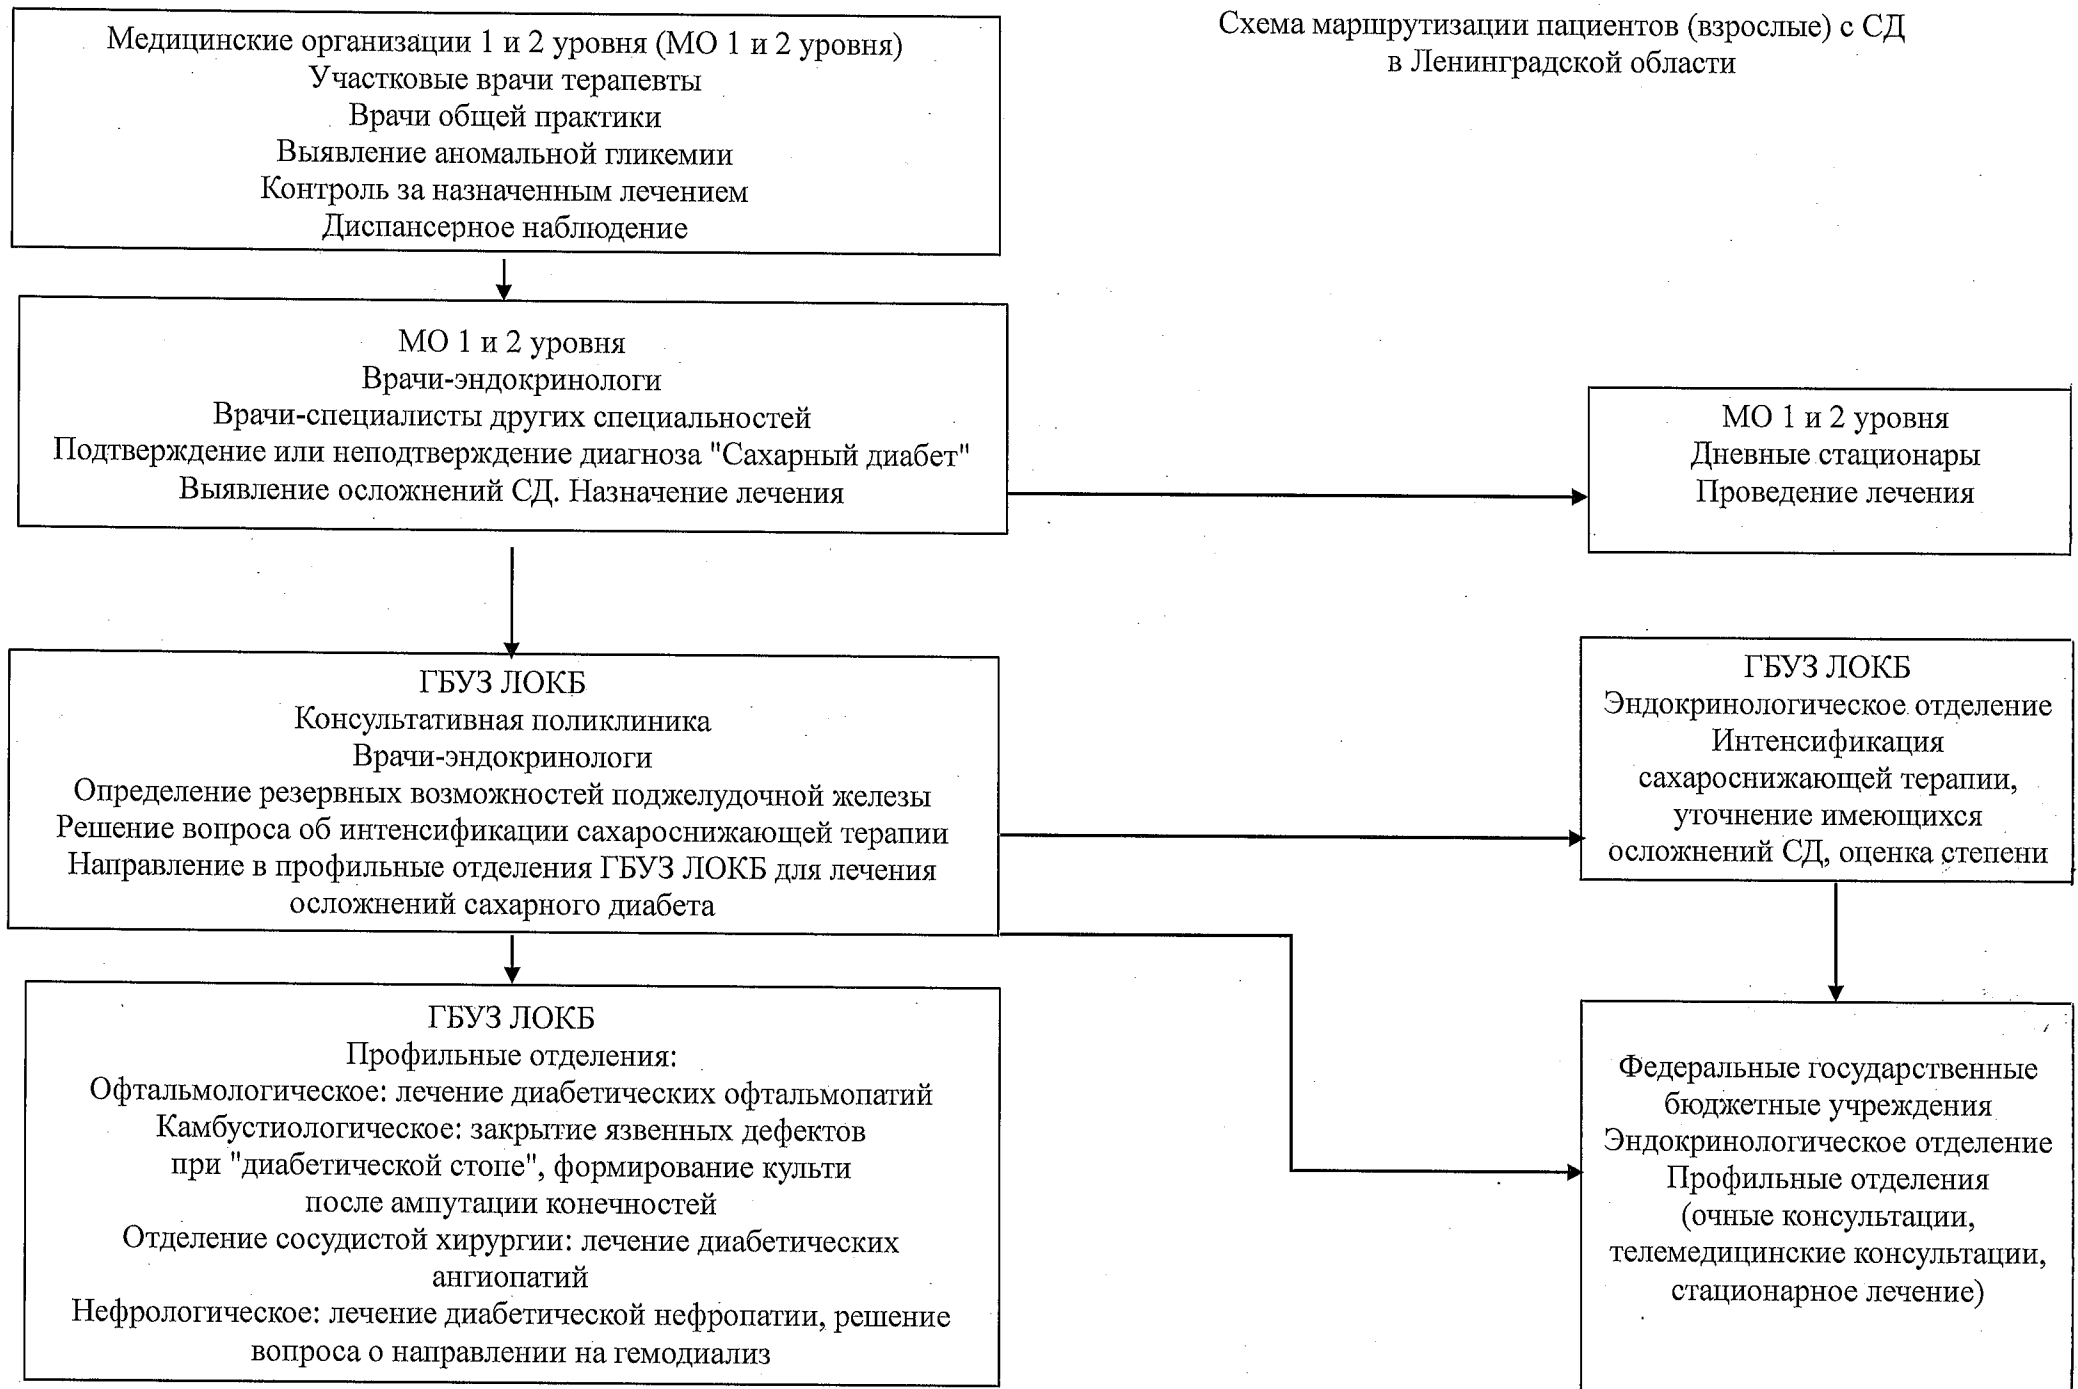 Схема маршрутизации пациентов (взрослые) с СД
в Ленинградской области
Медицинские организации 1 и 2 уровня (МО 1 и 2 уровня)
Участковые врачи терапевты
Врачи общей практики
Выявление аномальной гликемии
Контроль за назначенным лечением
Диспансерное наблюдение
МО 1 и 2 уровня
Врачи-эндокринологи
Врачи-специалисты других специальностей
Подтверждение или неподтверждение диагноза "Сахарный диабет"
Выявление осложнений СД. Назначение лечения
МО 1 и 2 уровня
Дневные стационары
Проведение лечения
ГБУЗ ЛОКБ
Консультативная поликлиника
Врачи-эндокринологи
Определение резервных возможностей поджелудочной железы
Решение вопроса об интенсификации сахароснижающей терапии
Направление в профильные отделения ГБУЗ ЛОКБ для лечения
осложнений сахарного диабета
ГБУЗ ЛОКБ
Эндокринологическое отделение
Интенсификация
сахароснижающей терапии,
уточнение имеющихся
осложнений СД, оценка степени
ГБУЗ ЛОКБ
Профильные отделения:
Офтальмологическое: лечение диабетических офтальмопатий
Камбустиологическое: закрытие язвенных дефектов
при "диабетической стопе", формирование культи
после ампутации конечностей
Отделение сосудистой хирургии: лечение диабетических
ангиопатий
Нефрологическое: лечение диабетической нефропатии, решение
вопроса о направлении на гемодиализ
Федеральные государственные
бюджетные учреждения
Эндокринологическое отделение
Профильные отделения
(очные консультации,
телемедицинские консультации,
стационарное лечение)